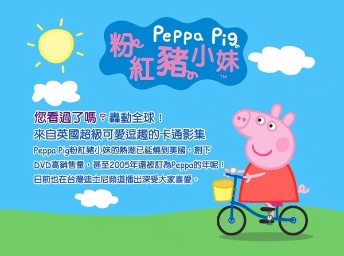 Peppa Pig
粉紅豬小妹
TM
您看過了嗎？轟動全球！
來自英國超級可愛逗趣的卡通影集
Peppa Pig粉紅豬小妹的熱潮已延燒到美國，創下
DVD高銷售量，甚至2005年還被訂為Peppa的年呢！
日前也在台灣迪士尼頻道播出深受大家喜愛。